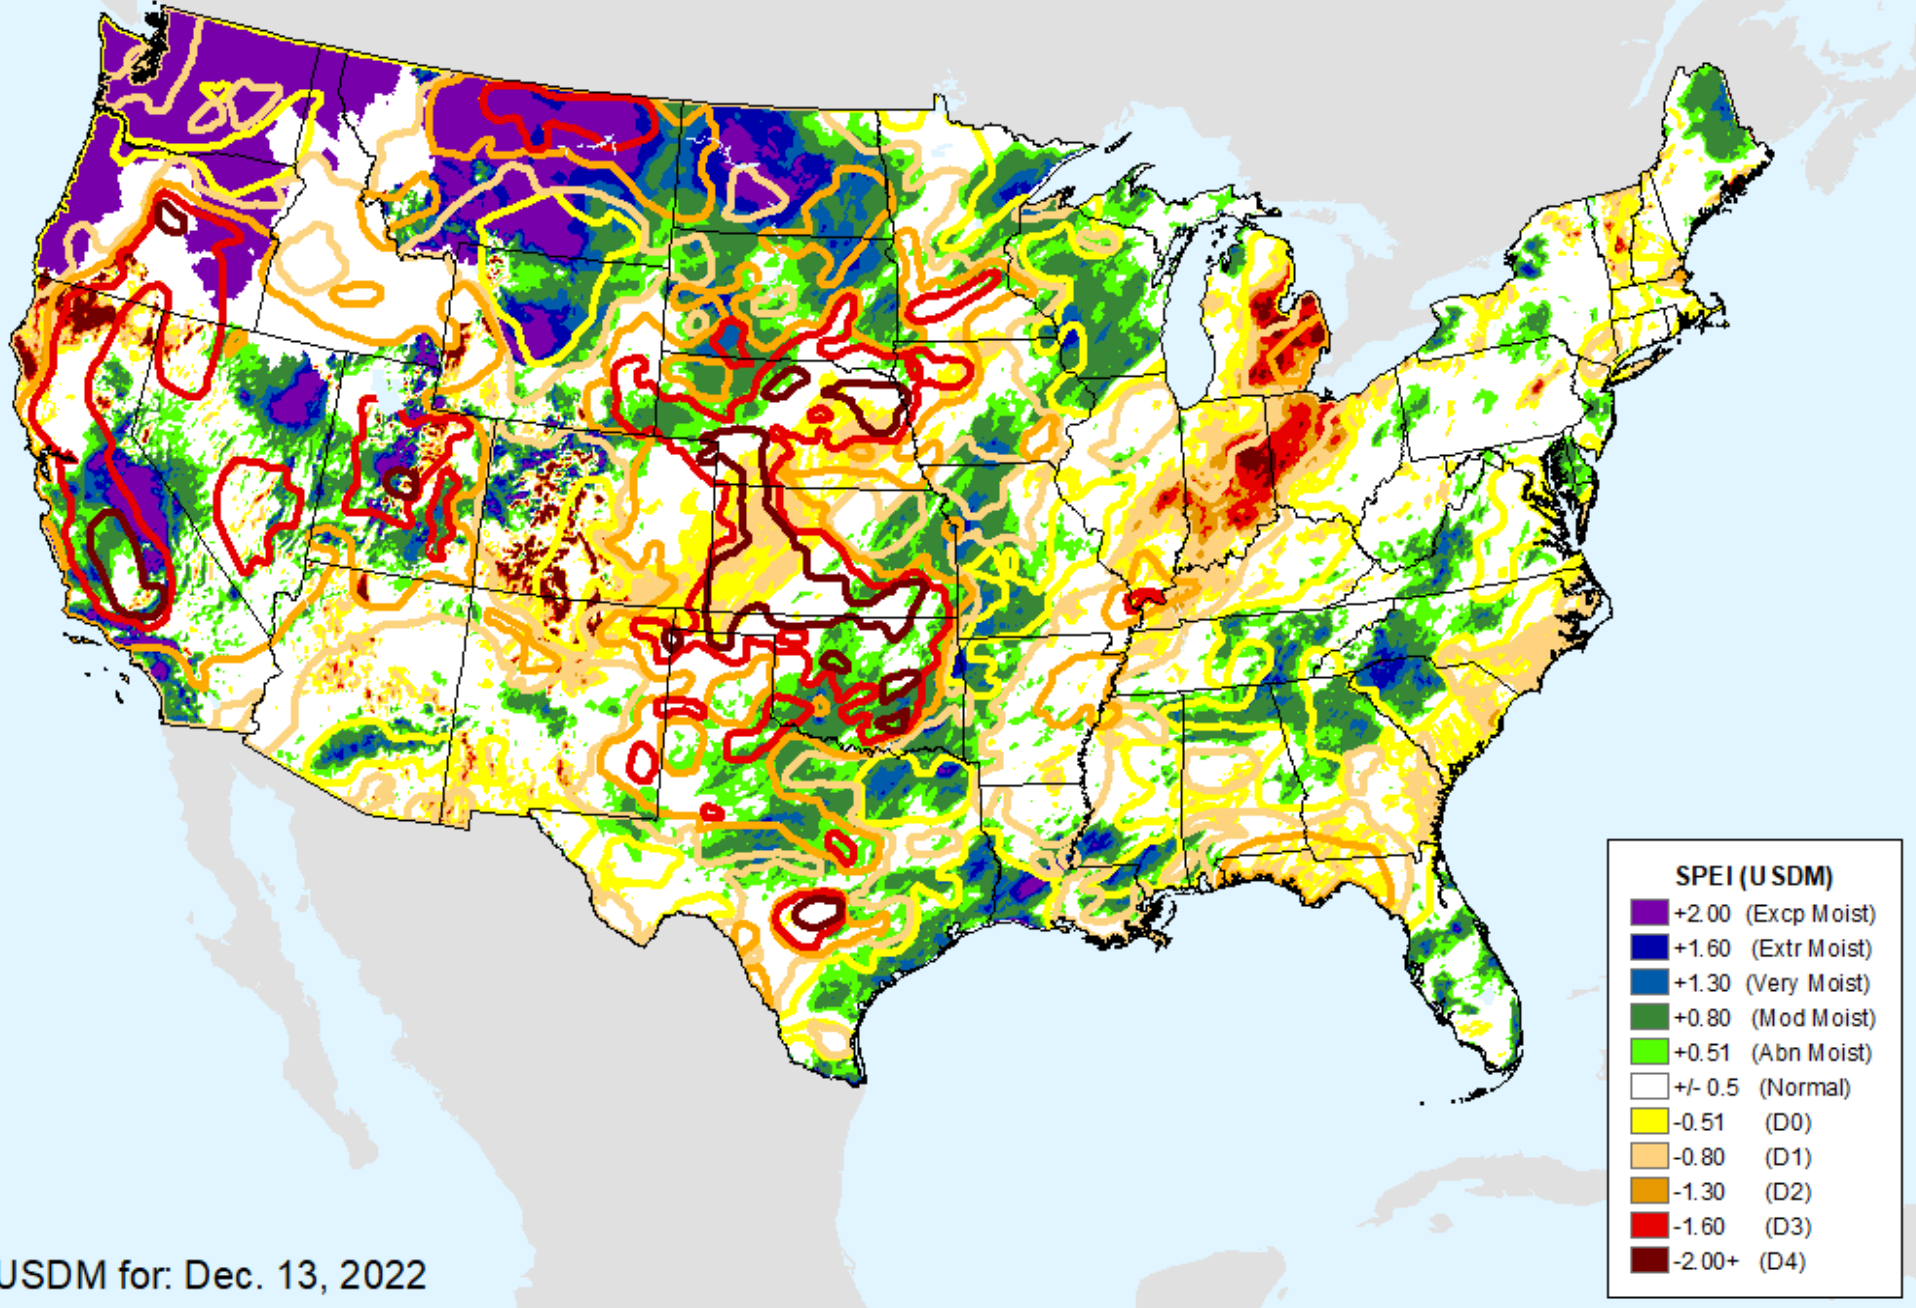 SPEI (USDM)
+2.00 (Excp Moist)
+1.60 (Extr Moist)
+1.30 (Very Moist)
+0.80 (Mod Moist)
+0.51 (Abn Moist)
+/- 0.5 (Normal)
-0.51 (D0)
-0.80 (D1)
-1.30 (D2)
-1.60 (D3)
-2.00+ (D4)
USDM for: Dec. 13, 2022